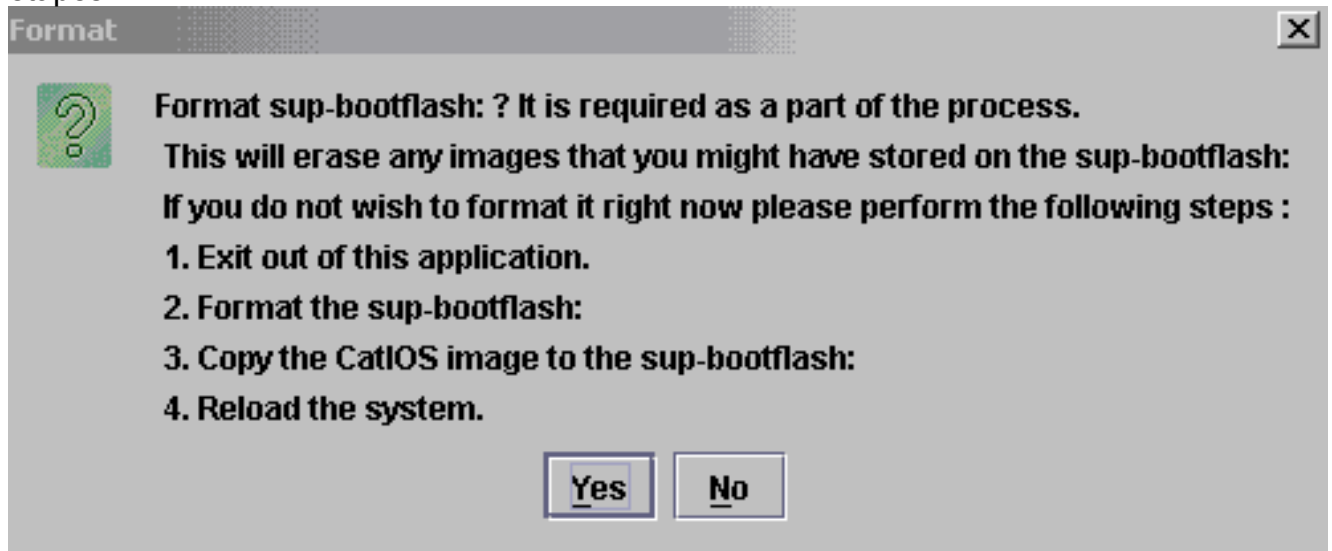 Format
Format sup-bootflash: ? It is required as a part of the process.
This will erase any images that you might have stored on the sup-bootflash:
If you do not wish to format it right now please perform the following steps :
1. Exit out of this application.
2. Format the sup-bootflash:
3. Copy the CatIOS image to the sup-bootflash:
4. Reload the system.
Yes No